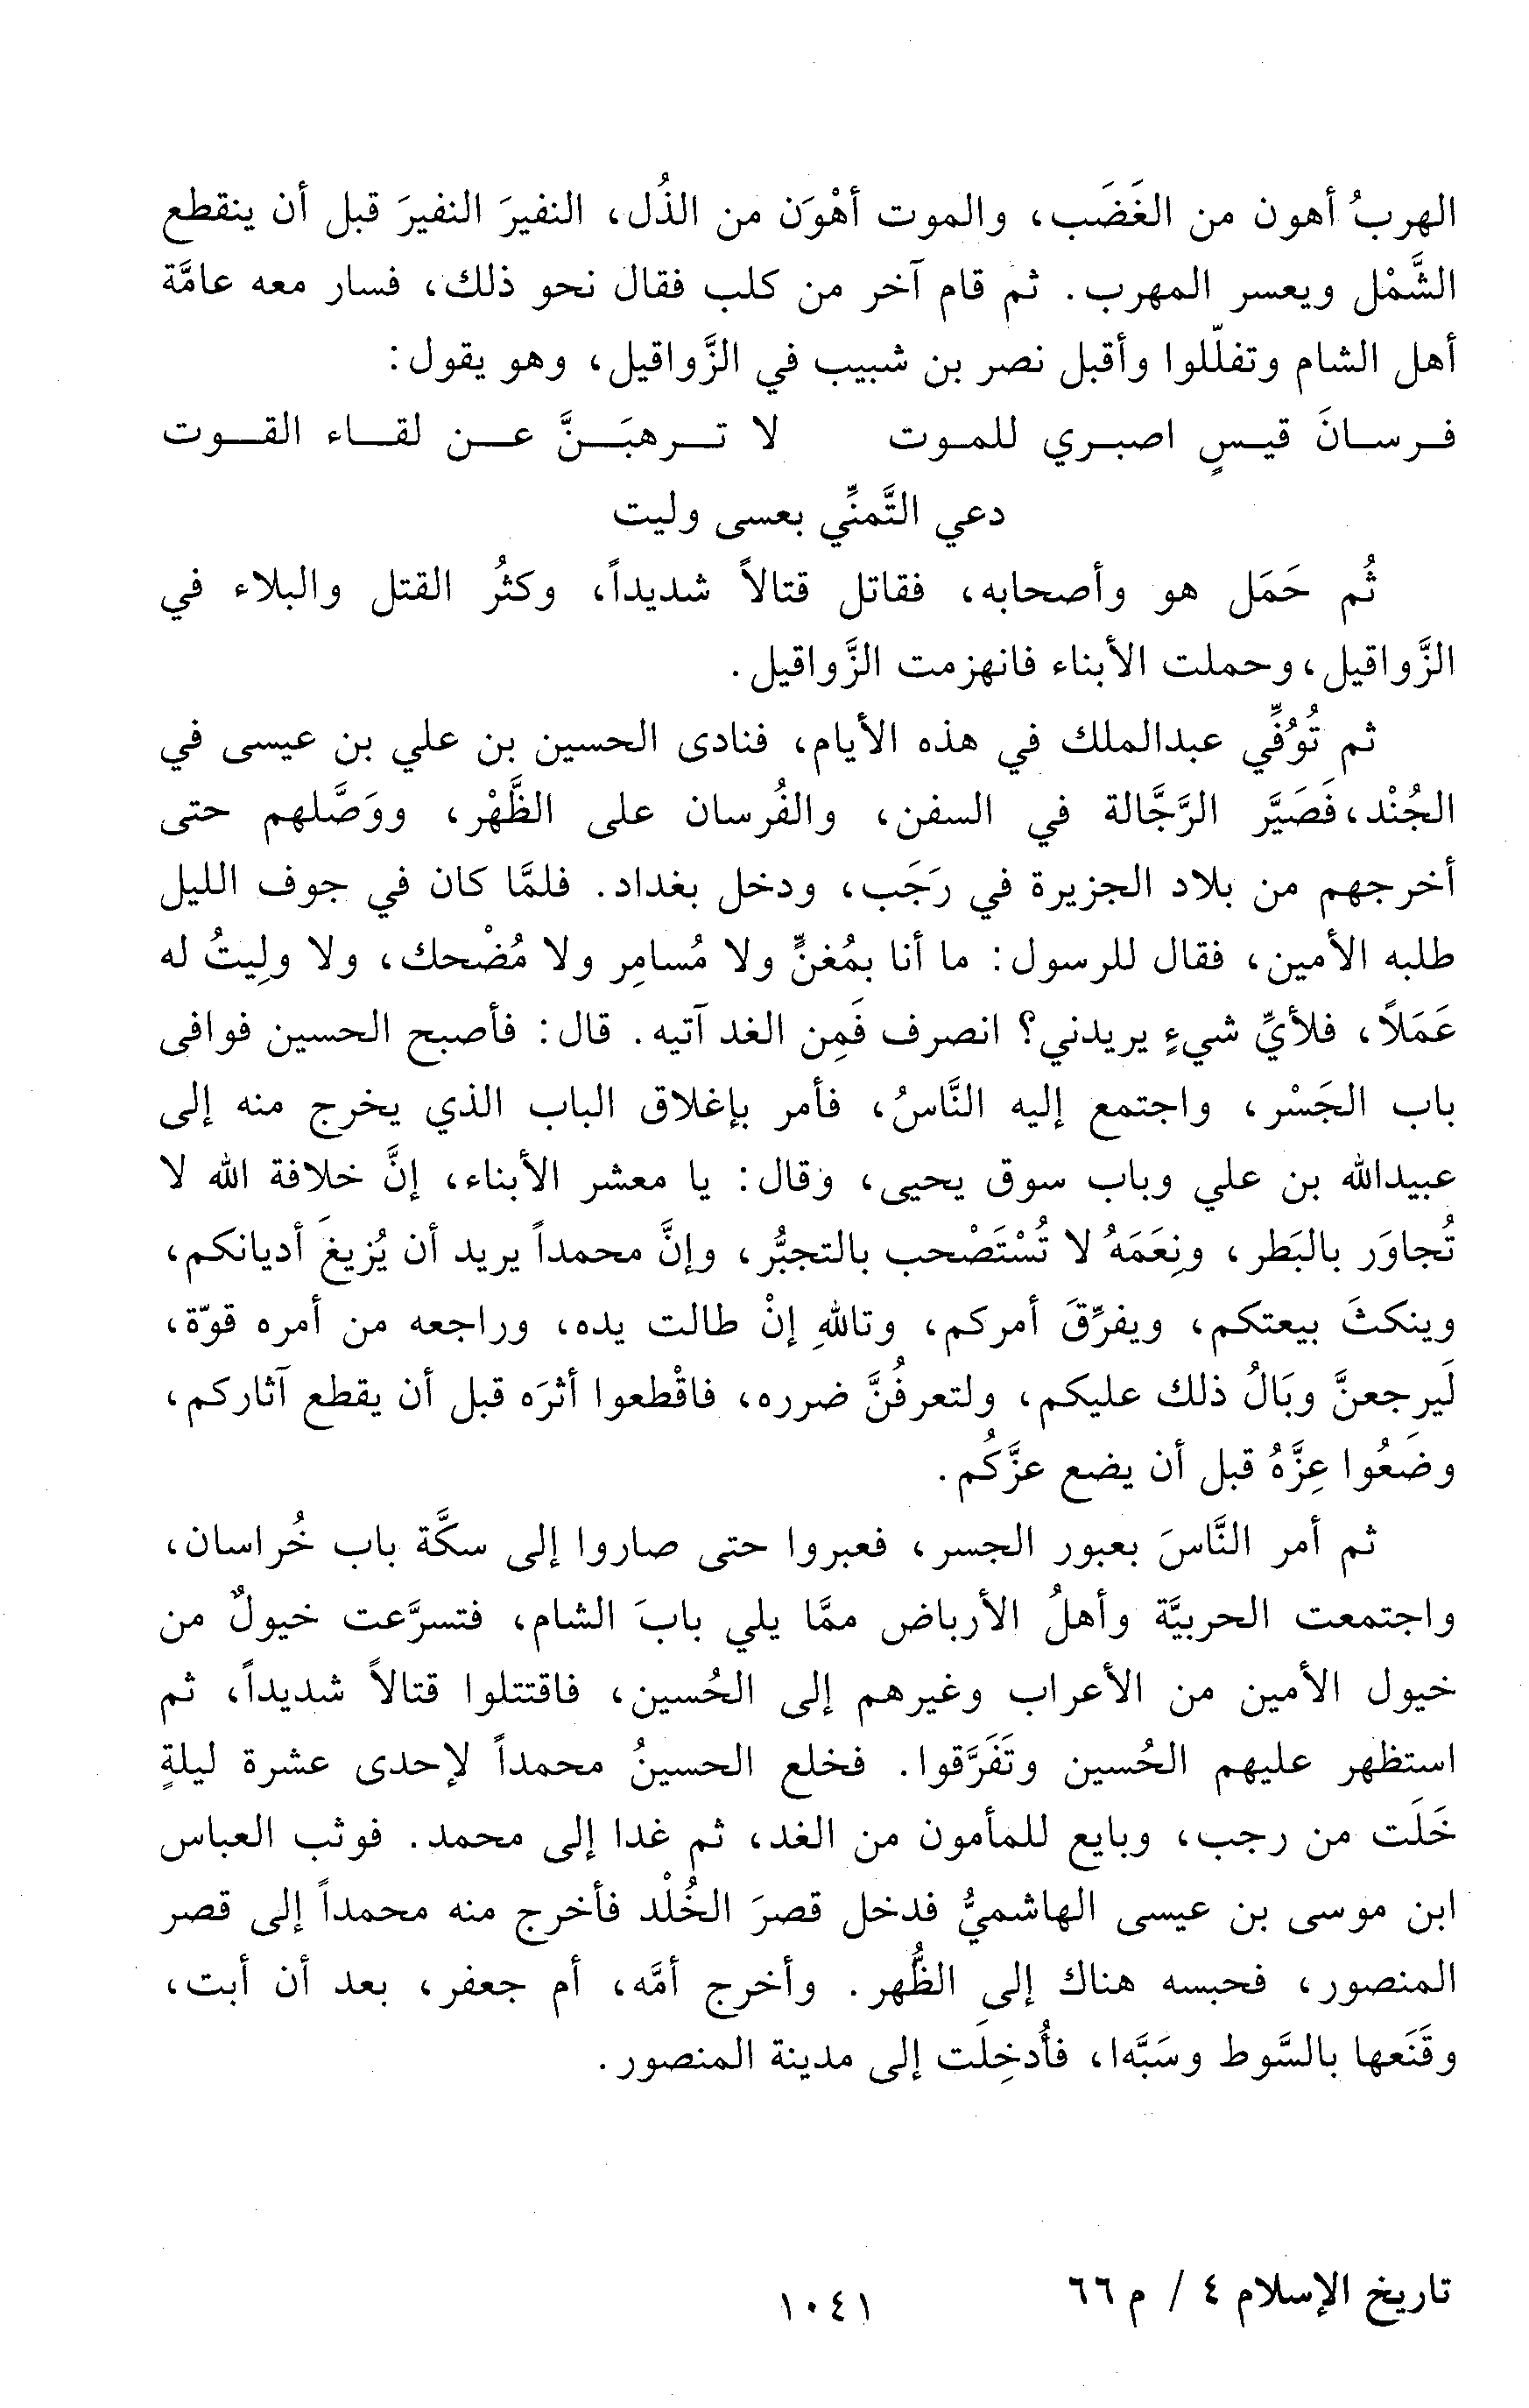 الهربُ أهون من الغَضَب، والموت أهْوَن من الذُل، النفيرَ النفيرَ قبل أن ينقطع
الشَّمْل ويعسر المهرب. ثم قام آخر من كلب فقال نحو ذلك، فسار معه عامَّة
أهل الشام وتفلّلوا وأقبل نصر بن شبيب في الزَّواقيل، وهو يقول:
فرسانَ قيسٍ اصبري للموت لا ترهبَنَّ عن لقاء القوت
دعي التَّمنِّي بعسى وليت
ثُم حَمَل هو وأصحابه، فقاتل قتالاً شديداً، وكثُر القتل والبلاء في
الزَّواقيل، وحملت الأبناء فانهزمت الزَّواقيل.
ثم تُوُفِّي عبدالملك في هذه الأيام، فنادى الحسين بن علي بن عيسى في
الجُنْد، فَصَيَّر الرَّجَّالة في السفن، والفُرسان على الظَّهْر، ووَصَّلهم حتى
أخرجهم من بلاد الجزيرة في رَجَب، ودخل بغداد. فلمَّا كان في جوف الليل
طلبه الأمين، فقال للرسول: ما أنا بمُغنٍّ ولا مُسامِر ولا مُضْحك، ولا ولِيتُ له
عَمَلاً، فلأيِّ شيءٍ يريدني؟ انصرف فَمِن الغد آتيه. قال: فأصبح الحسين فوافى
باب الجَسْر، واجتمع إليه النَّاسُ، فأمر بإغلاق الباب الذي يخرج منه إلى
عبيدالله بن علي وباب سوق يحيى، وقال: يا معشر الأبناء، إنَّ خلافة الله لا
تُجاوَر بالبَطر، ونِعَمَهُ لا تُسْتَصْحب بالتجبُّر، وإنَّ محمداً يريد أن يُزيغَ أديانكم،
وينكثَ بيعتكم، ويفرِّقَ أمركم، وتاللهِ إنْ طالت يده، وراجعه من أمره قوّة،
لَيرجعنَّ وبَالُ ذلك عليكم، ولتعرفُنَّ ضرره، فاقْطعوا أثرَه قبل أن يقطع آثاركم،
وضَعُوا عِزَّهُ قبل أن يضع عزَّكُم.
ثم أمر النَّاسَ بعبور الجسر، فعبروا حتى صاروا إلى سكَّة باب خُراسان،
واجتمعت الحربيَّة وأهلُ الأرباض ممَّا يلي بابَ الشام، فتسرَّعت خيولٌ من
خيول الأمين من الأعراب وغيرهم إلى الحُسين، فاقتتلوا قتالاً شديداً، ثم
استظهر عليهم الحُسين وتَفَرَّقوا. فخلع الحسينُ محمداً لإحدى عشرة ليلةٍ
خَلَت من رجب، وبايع للمأمون من الغد، ثم غدا إلى محمد. فوثب العباس
ابن موسى بن عيسى الهاشميُّ فدخل قصرَ الخُلْد فأخرج منه محمداً إلى قصر
المنصور، فحبسه هناك إلى الظُّهر. وأخرج أمَّه، أم جعفر، بعد أن أبت،
وقَنَعها بالسَّوط وسَبَّها، فأُدخِلَت إلى مدينة المنصور.
تاريخ الإسلام ٤ / م ٦٦
١٠٤١